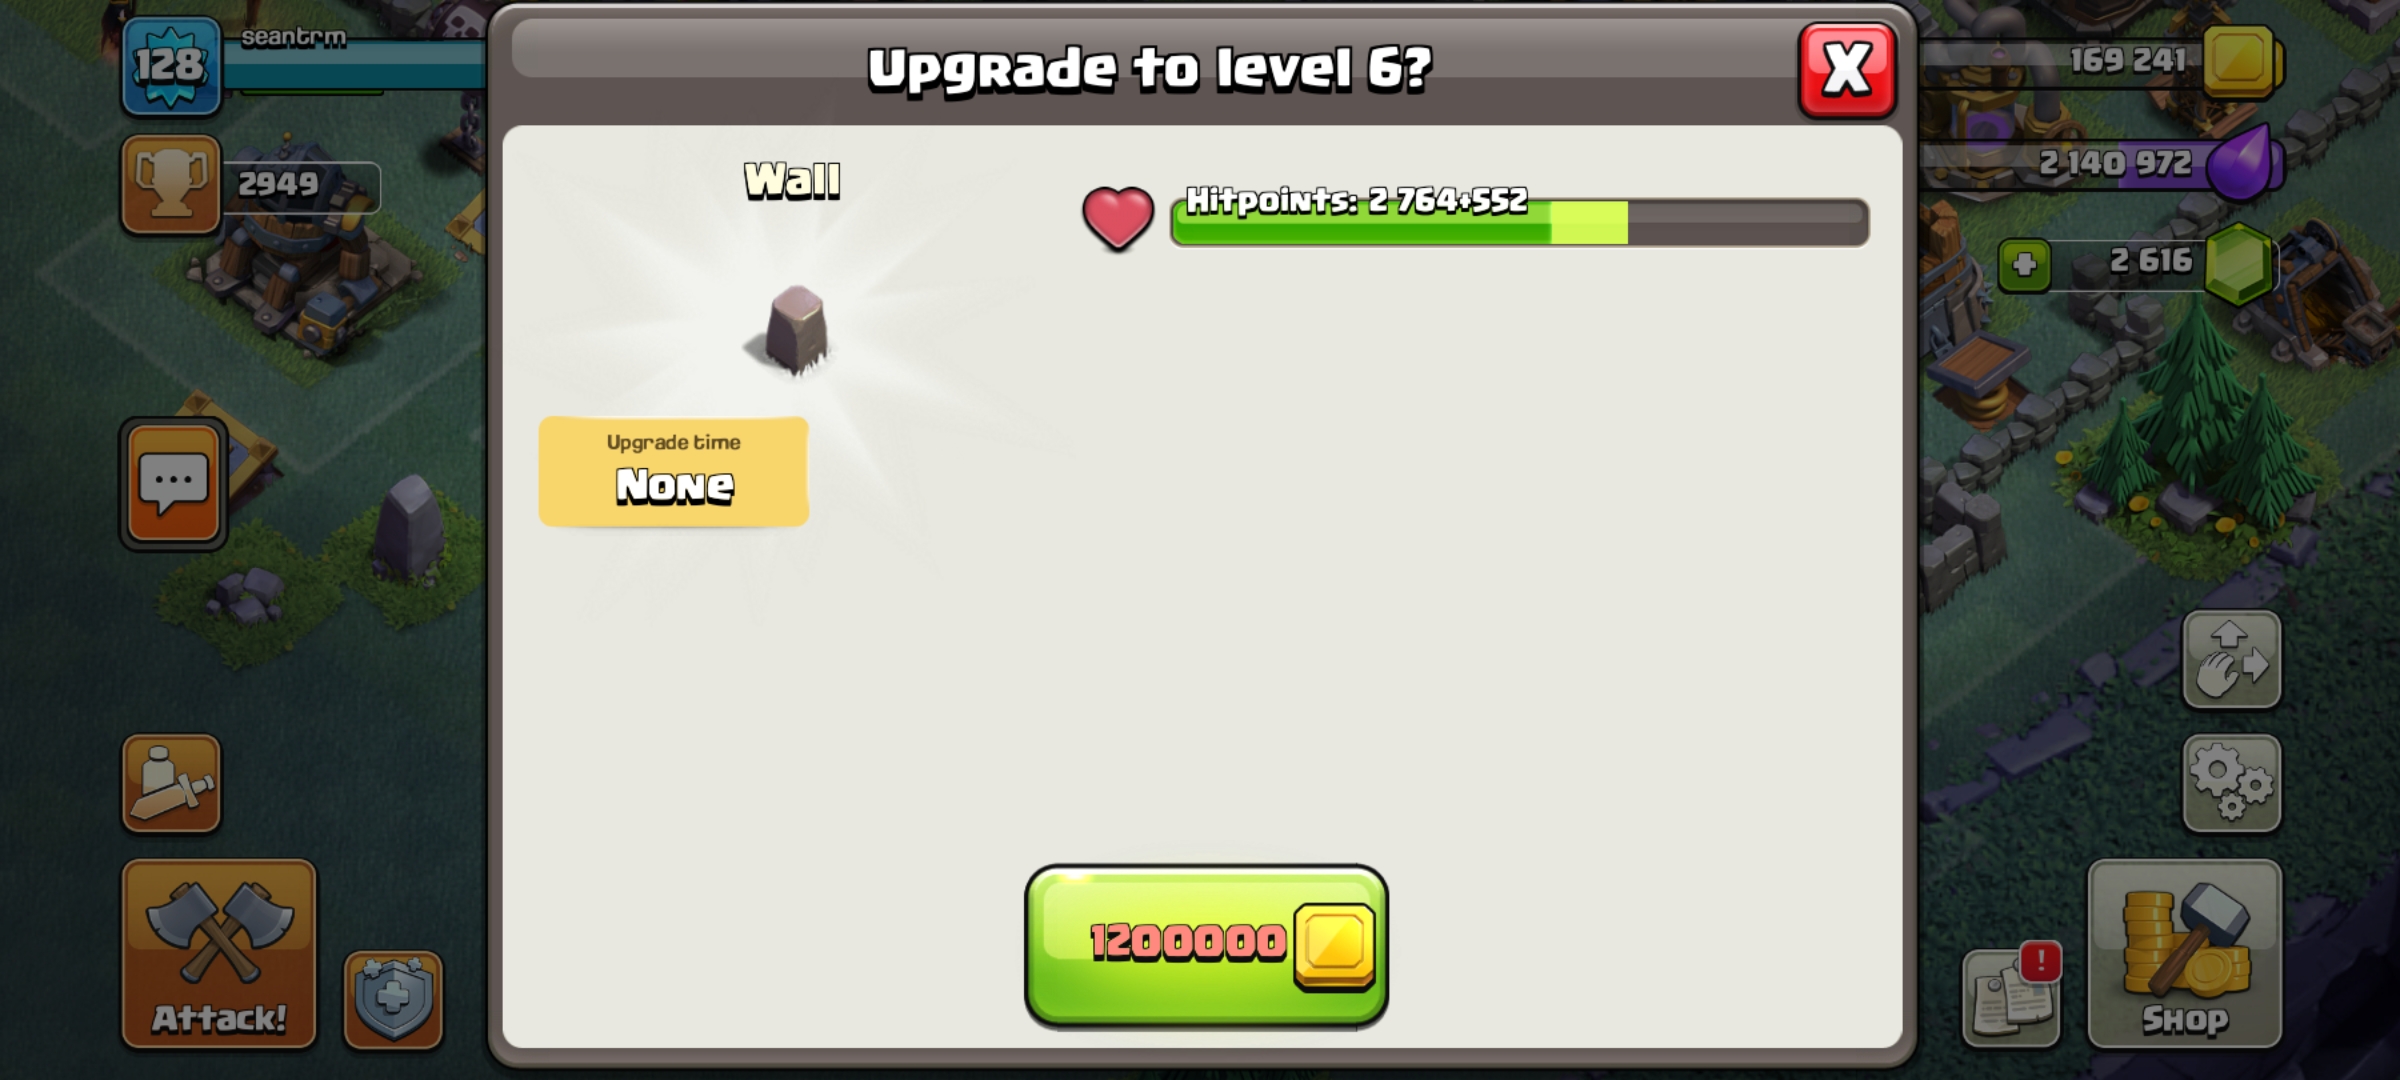 128
seantrm
2949
Upgrade to level 6?
X
169 241
2 140 972
2 616
Wall
Hitpoints: 2 764+552
Upgrade time
None
1200000
Attack!
!
Shop